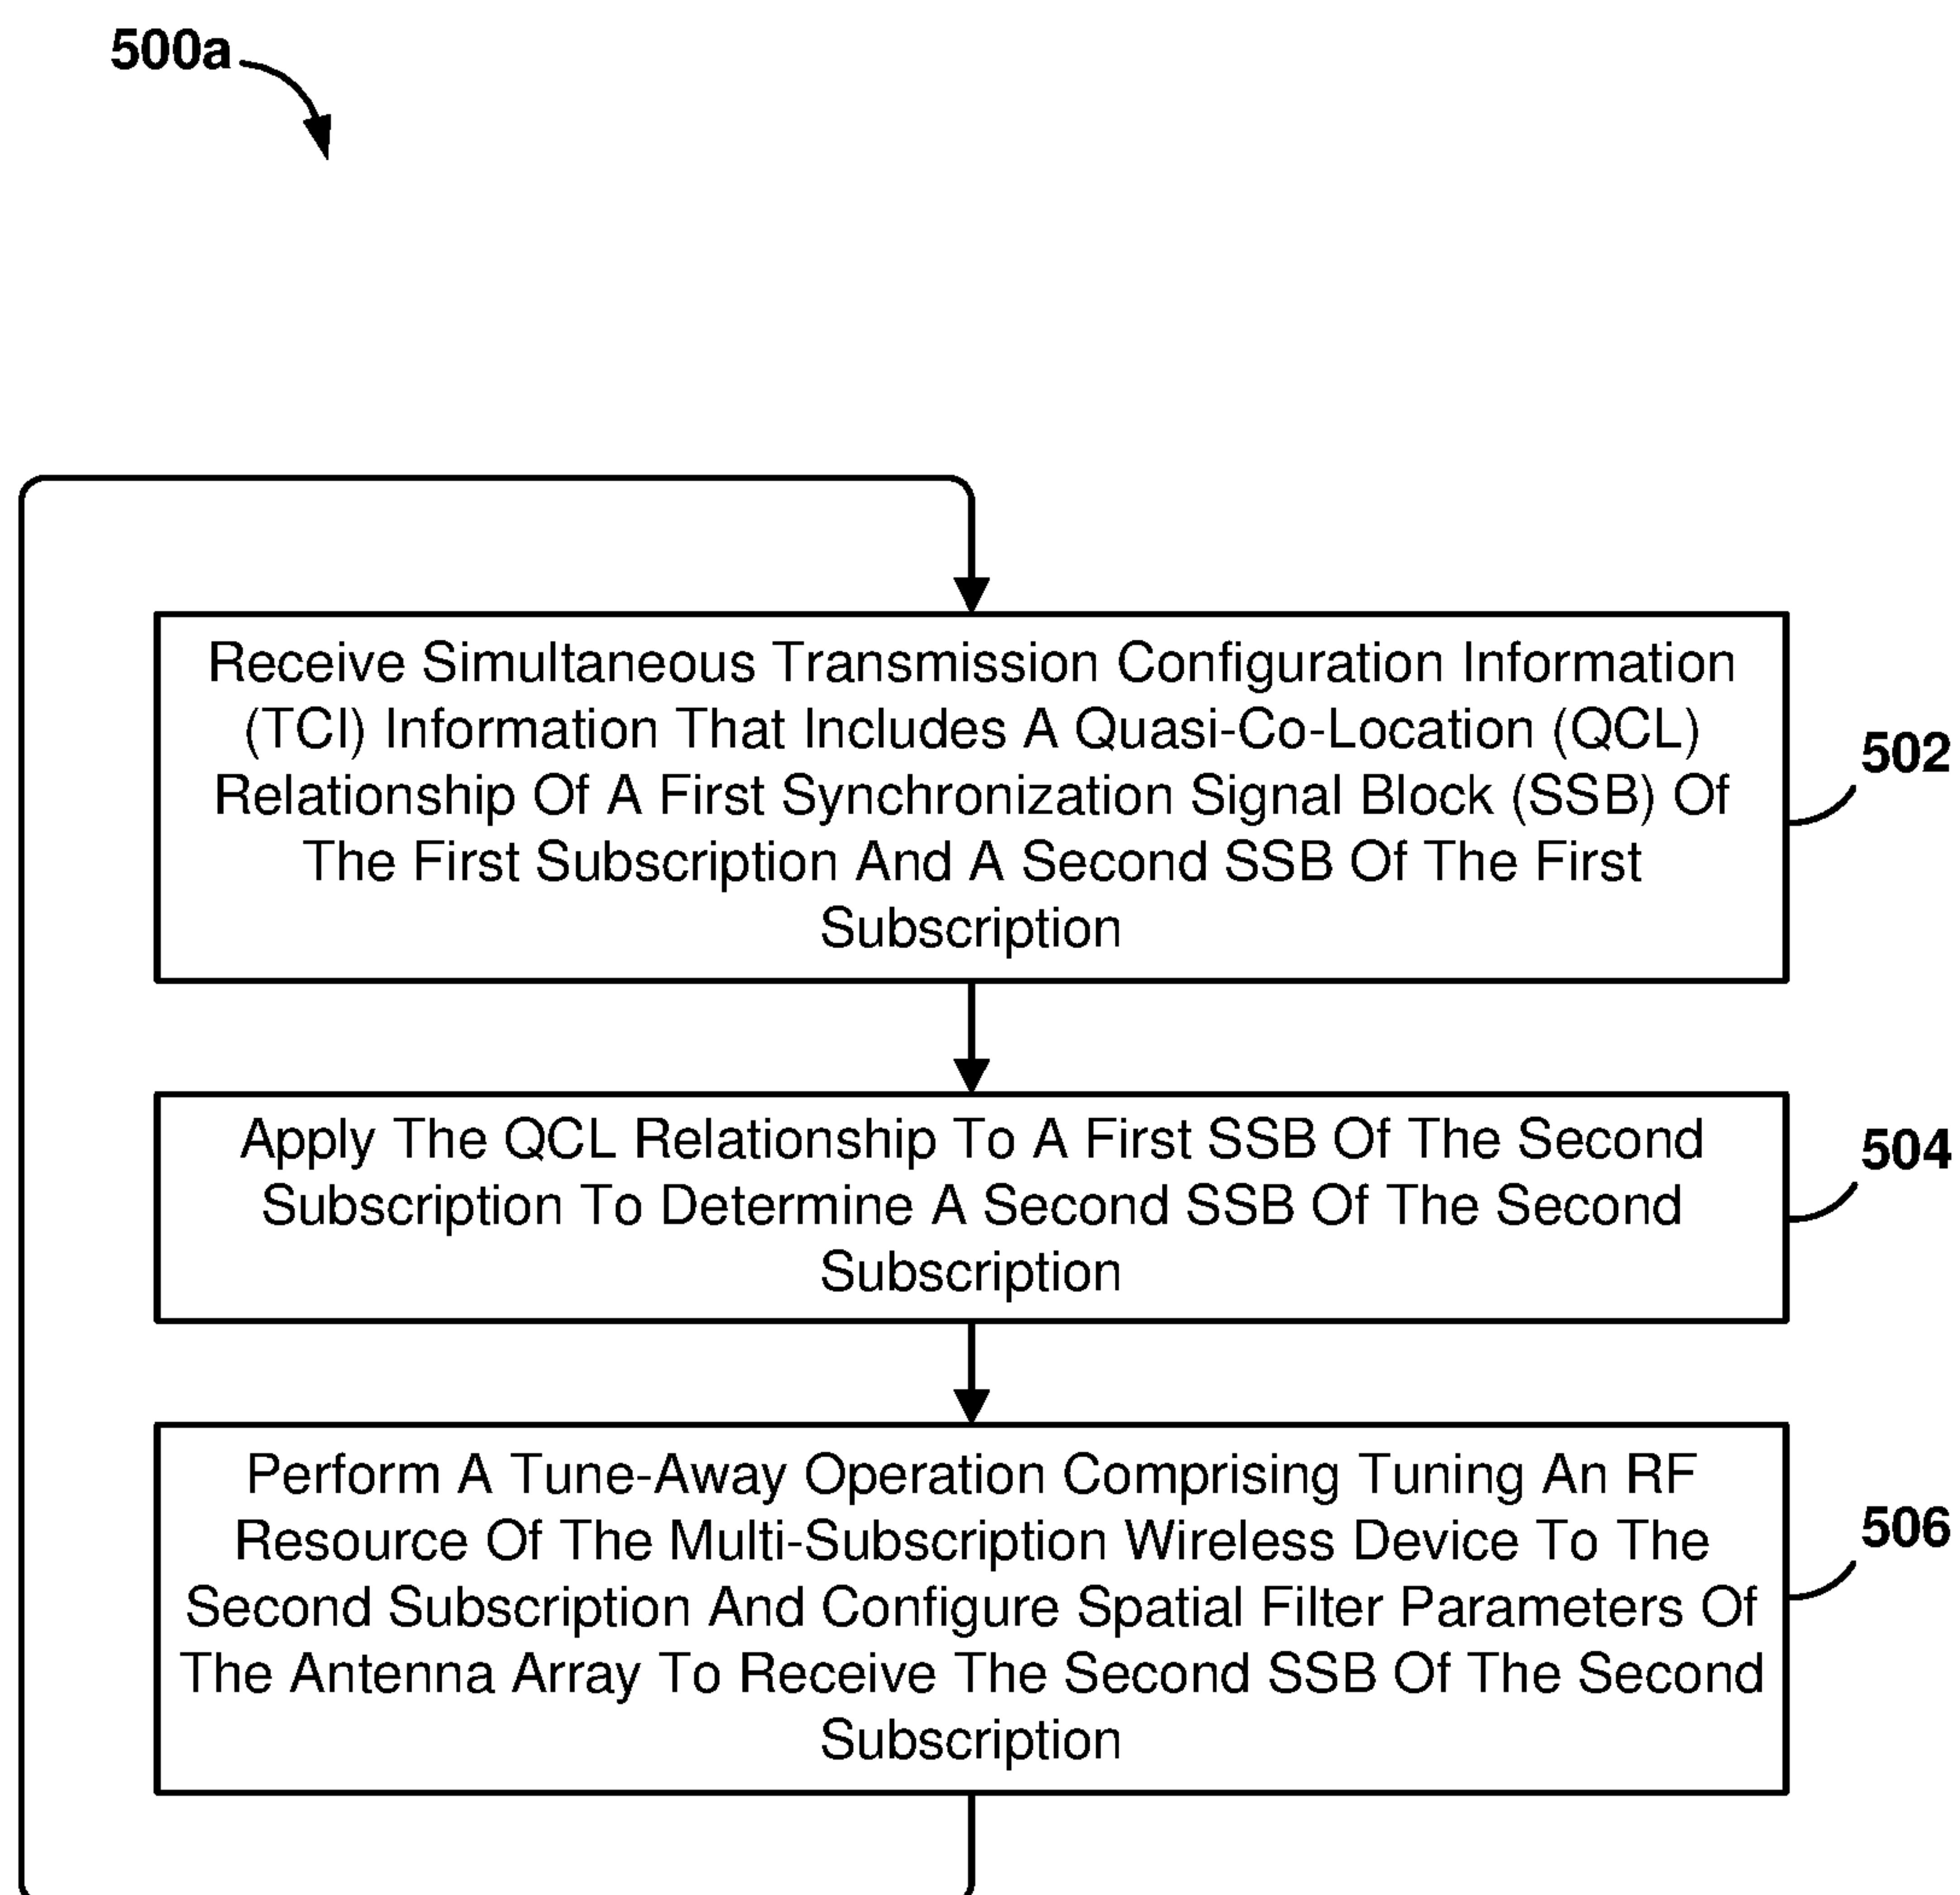 500a
Receive Simultaneous Transmission Configuration Information
(TCI) Information That Includes A Quasi-Co-Location (QCL)
Relationship Of A First Synchronization Signal Block (SSB) Of
The First Subscription And A Second SSB Of The First
Subscription
502
Apply The QCL Relationship To A First SSB Of The Second
Subscription To Determine A Second SSB Of The Second
Subscription
504
Perform A Tune-Away Operation Comprising Tuning An RF
Resource Of The Multi-Subscription Wireless Device To The
Second Subscription And Configure Spatial Filter Parameters Of
The Antenna Array To Receive The Second SSB Of The Second
Subscription
506